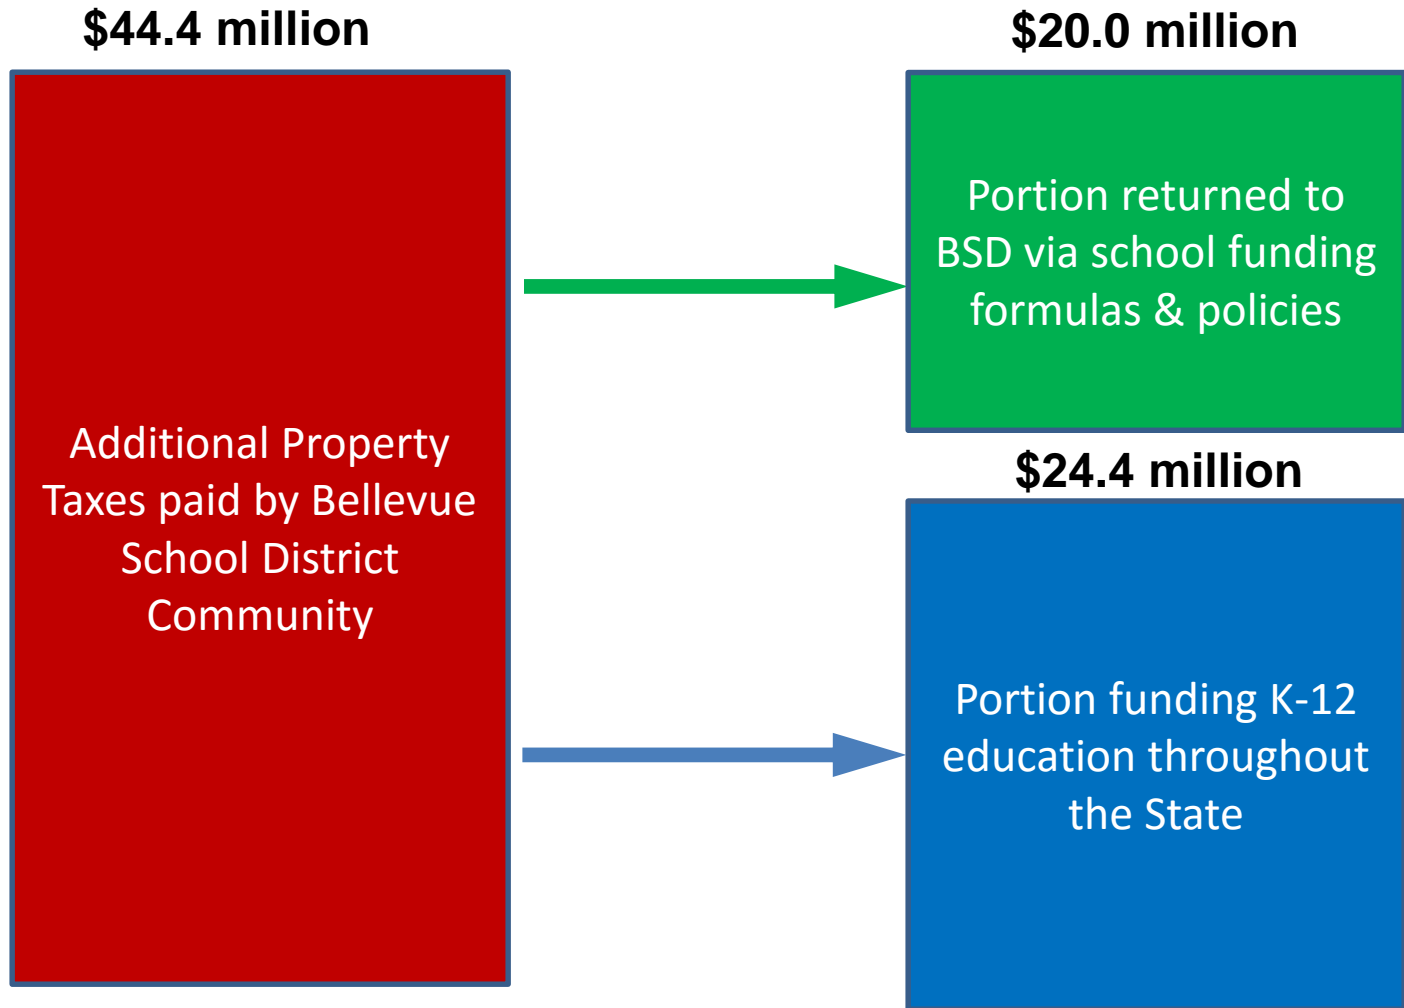 $44.4 million
Additional Property
Taxes paid by Bellevue
School District
Community
$20.0 million
Portion returned to
BSD via school funding
formulas & policies
$24.4 million
Portion funding K-12
education throughout
the State